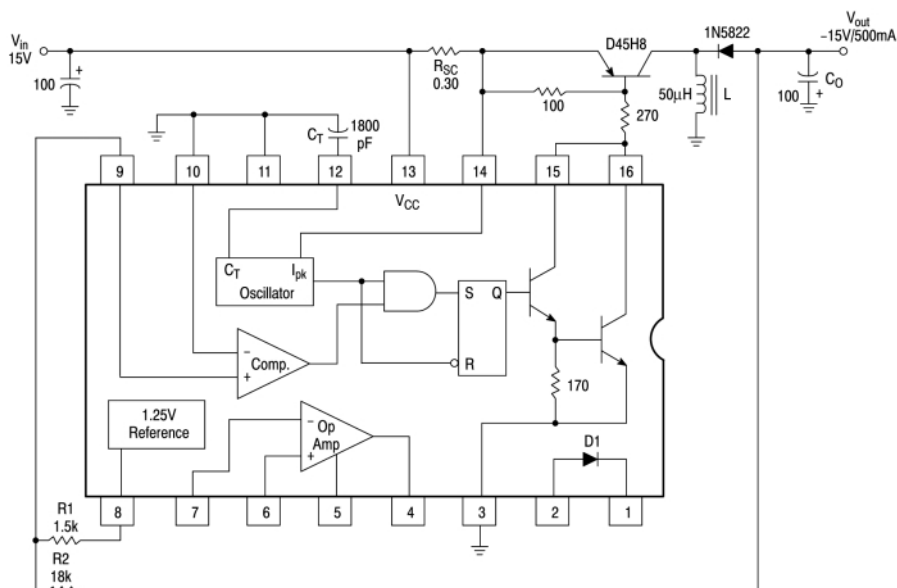 Vin
15V
100
+
RSC
0.30
D45H8
1N5822
Vout
–15V/500mA
100
270
50μH
L
100
CO
+
CT
1800
pF
9
10
11
12
13
14
15
16
VCC
CT
Ipk
Oscillator
S
Q
R
–
Comp.
+
170
1.25V
Reference
–
Op
Amp
+
D1
8
7
6
5
4
3
2
1
R1
1.5k
R2
18k